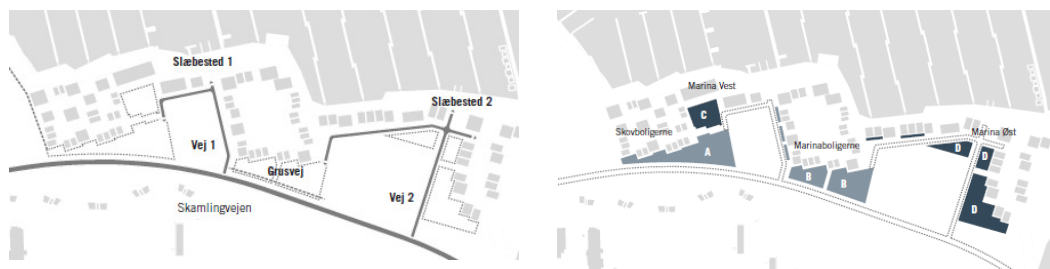 Slæbested 1
Slæbested 2
Vej 1
Grusvej
Vej 2
Skamlingvejen
Marina Vest
C
Skovboligerne
Marina Øst
Marinaboligerne
A
D
D
B
B
D